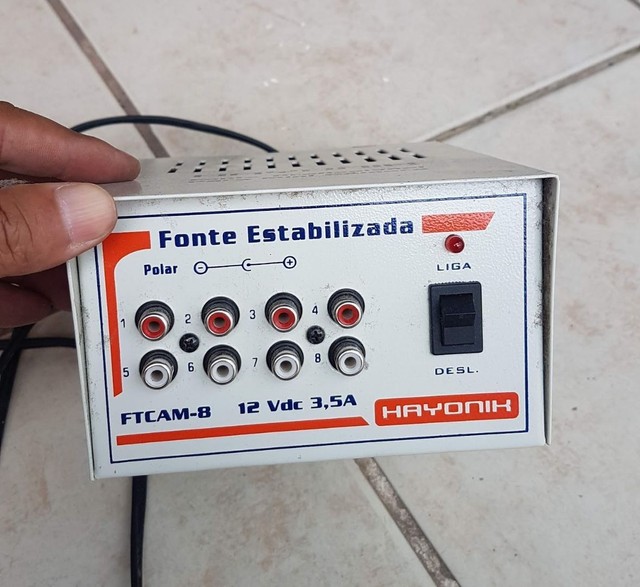 Fonte Estabilizada
Polar - +
LIGA
1 2 3 4
5 6 7 8
DESL.
FTCAM-8 12 Vdc 3,5A
HAYONIK